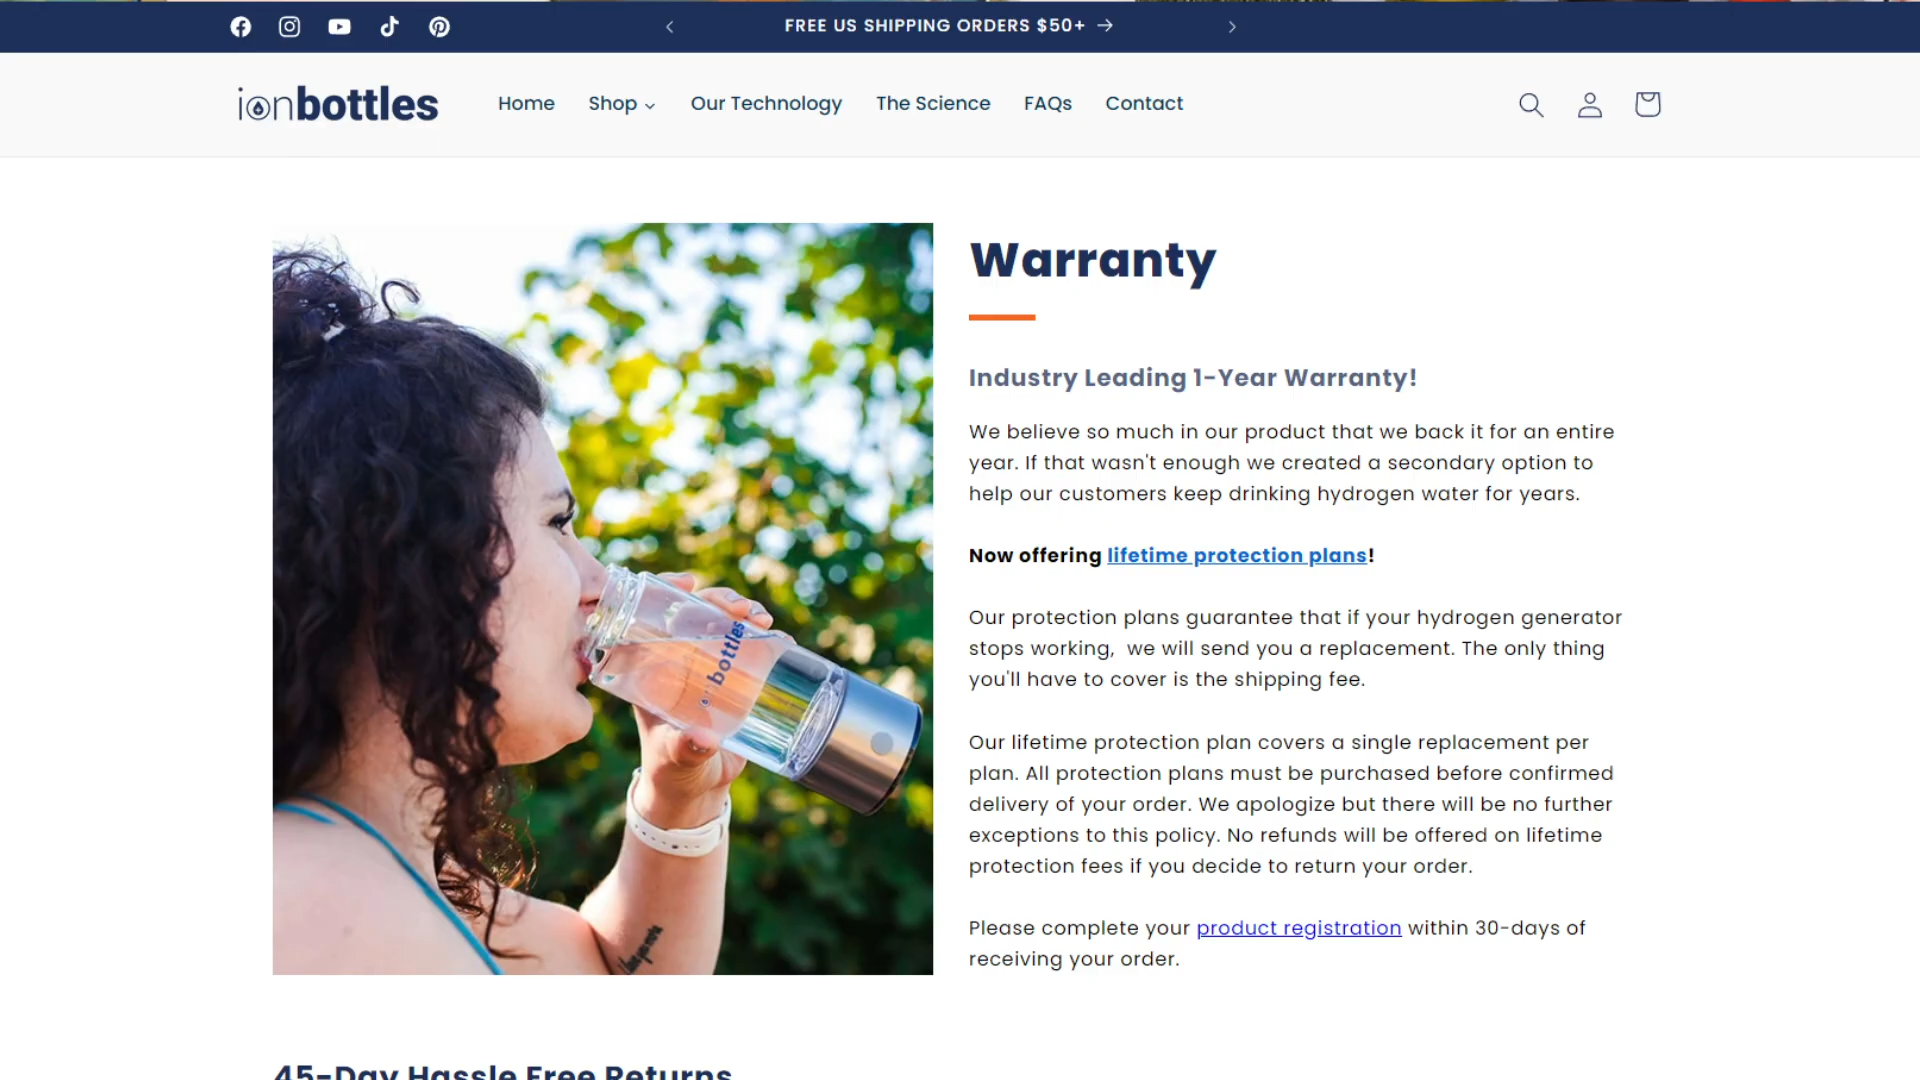 FREE US SHIPPING ORDERS $50+
ionbottles
Home
Shop
Our Technology
The Science
FAQs
Contact
Warranty
Industry Leading 1-Year Warranty!
We believe so much in our product that we back it for an entire
year. If that wasn't enough we created a secondary option to
help our customers keep drinking hydrogen water for years.
Now offering lifetime protection plans!
Our protection plans guarantee that if your hydrogen generator
stops working,  we will send you a replacement. The only thing
you'll have to cover is the shipping fee.
Our lifetime protection plan covers a single replacement per
plan. All protection plans must be purchased before confirmed
delivery of your order. We apologize but there will be no further
exceptions to this policy. No refunds will be offered on lifetime
protection fees if you decide to return your order.
Please complete your product registration within 30-days of
receiving your order.
ionbottles
45-Day Hassle Free Returns